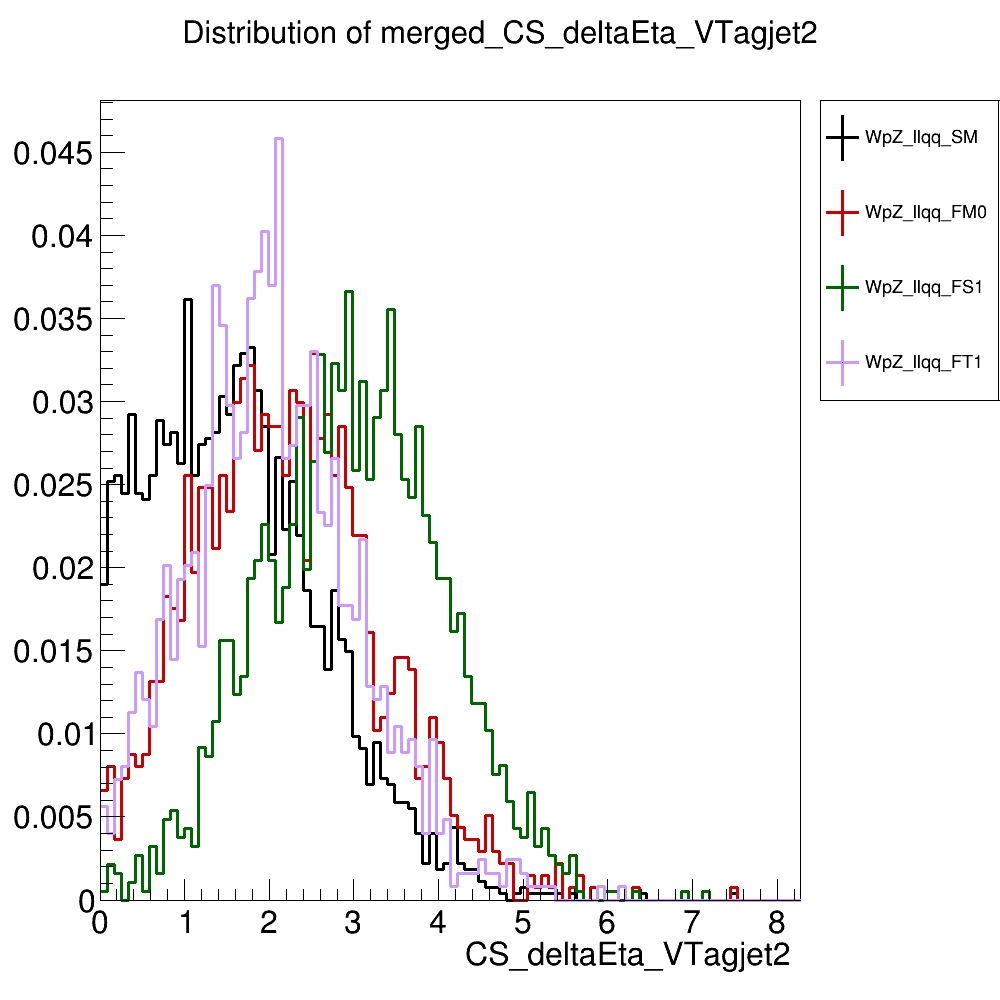 Distribution of merged_CS_deltaEta_VTagjet2
WpZ_llqq_SM
WpZ_llqq_FM0
WpZ_llqq_FS1
WpZ_llqq_FT1
0.045
0.04
0.035
0.03
0.025
0.02
0.015
0.01
0.005
0
0 1 2 3 4 5 6 7 8
CS_deltaEta_VTagjet2